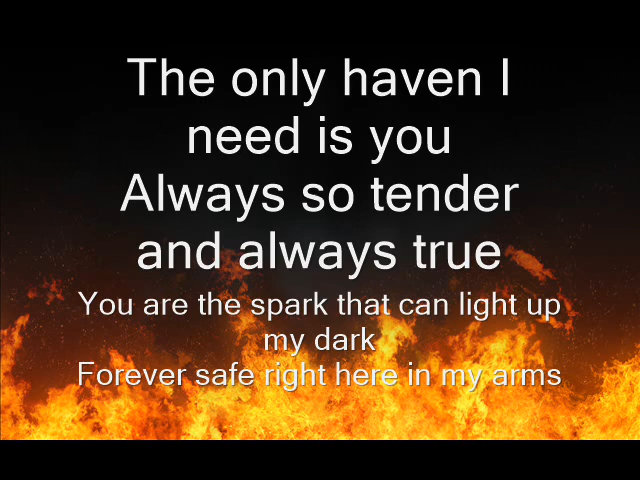 The only haven I
need is you
Always so tender
and always true
You are the spark that can light up
my dark
Forever safe right here in my arms